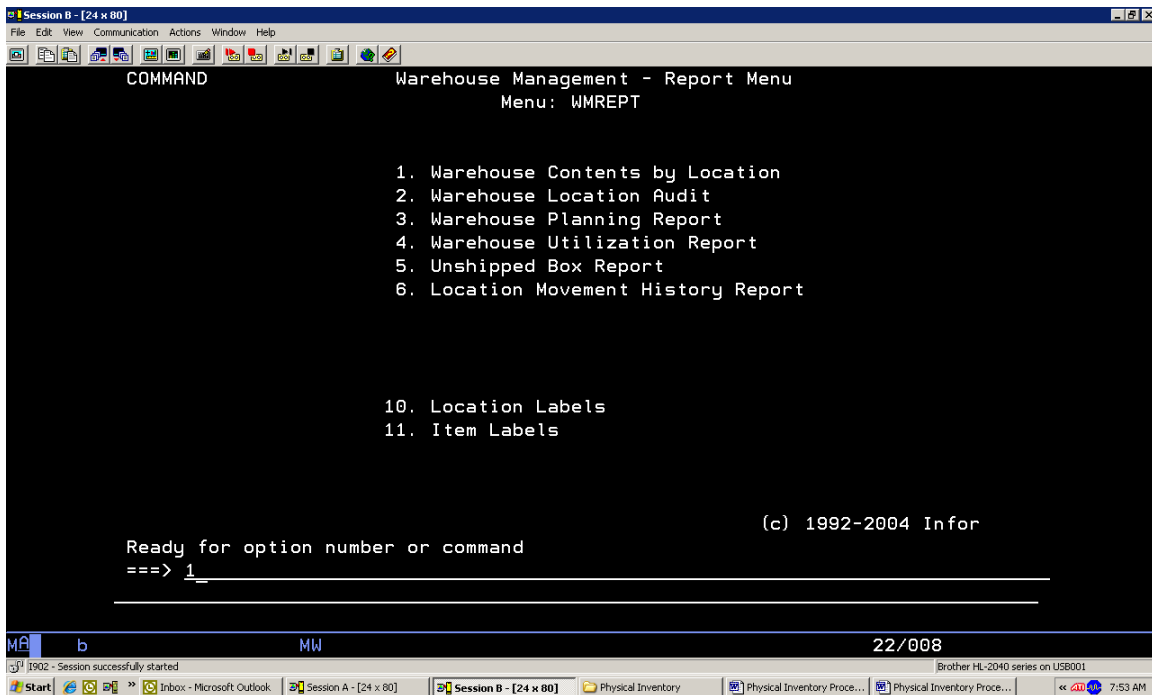 Session B - [24 x 80]
File Edit View Communication Actions Window Help
COMMAND Warehouse Management - Report Menu
Menu: WMREPT
1. Warehouse Contents by Location
2. Warehouse Location Audit
3. Warehouse Planning Report
4. Warehouse Utilization Report
5. Unshipped Box Report
6. Location Movement History Report
10. Location Labels
11. Item Labels
(c) 1992-2004 Infor
Ready for option number or command
===> 1
MA b MW 22/008
I902 - Session successfully started Brother HL-2040 series on USB001
Start » Inbox - Microsoft Outlook Session A - [24 x 80] Session B - [24 x 80] Physical Inventory Physical Inventory Proce... Physical Inventory Proce... « 7:53 AM